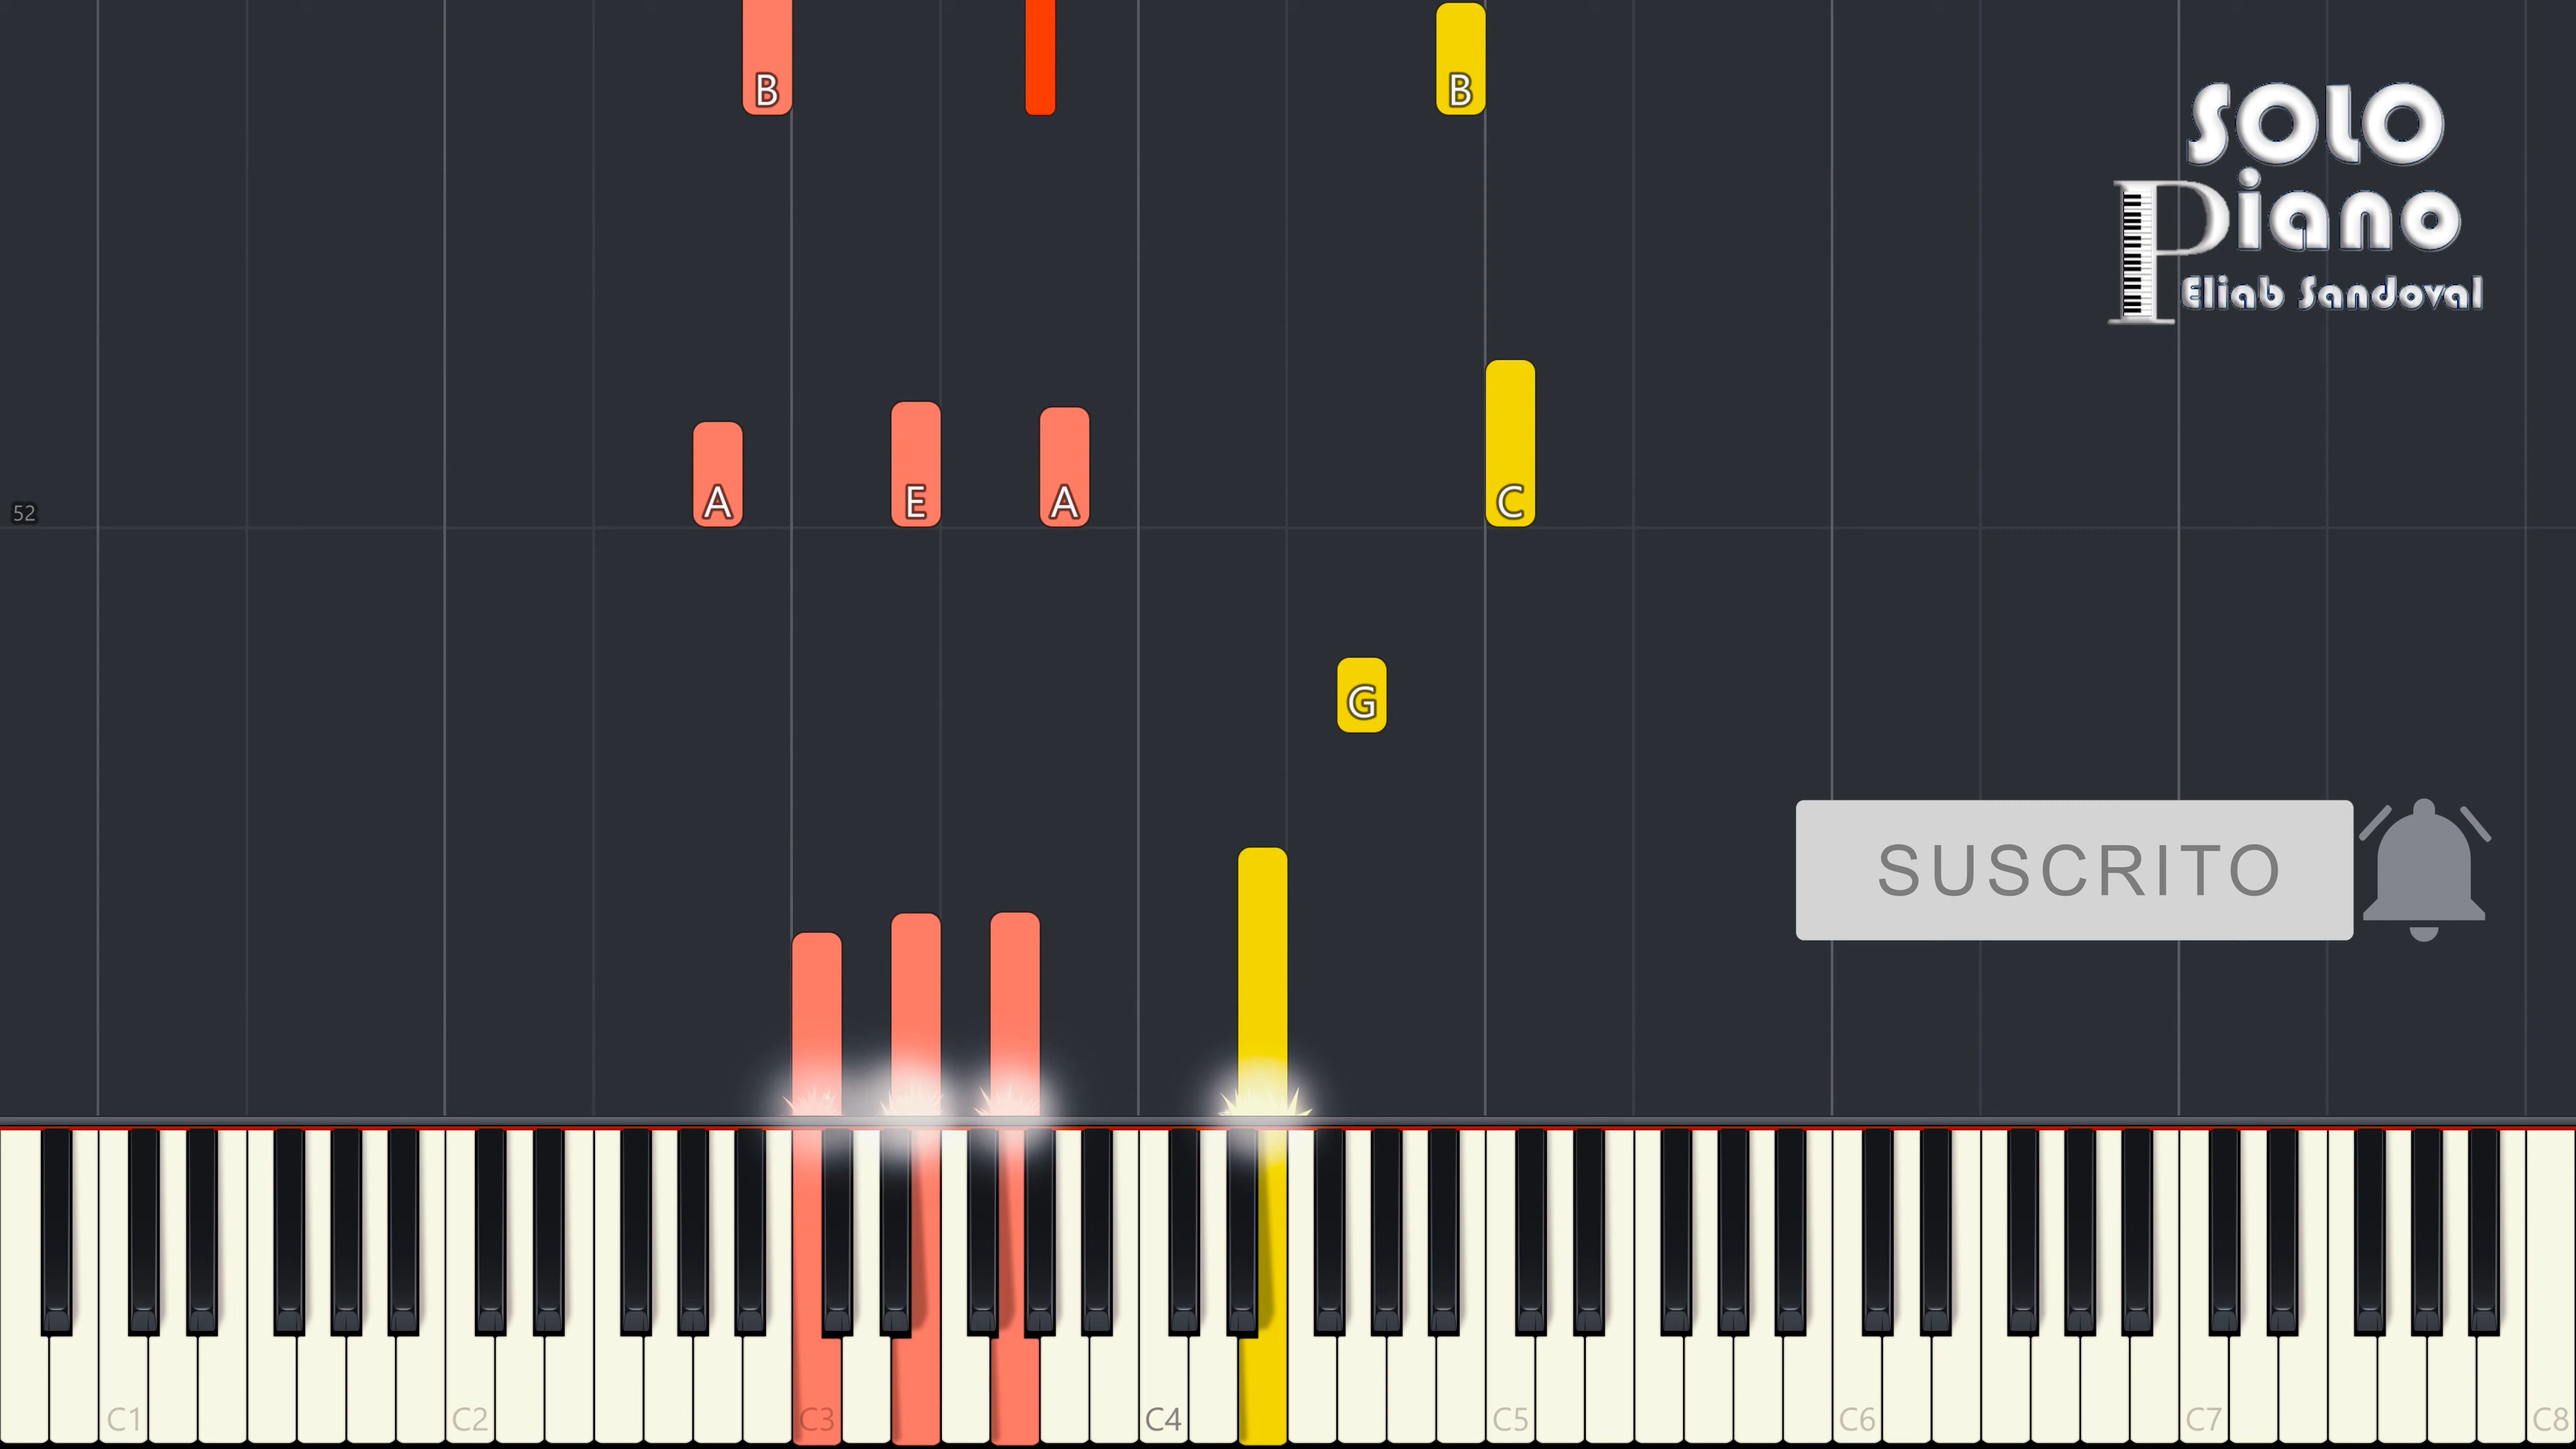 B
B
SOLO
Piano
Eliab Sandoval
A
E
A
C
52
G
SUSCRITO
C1
C2
C3
C4
C5
C6
C7
C8